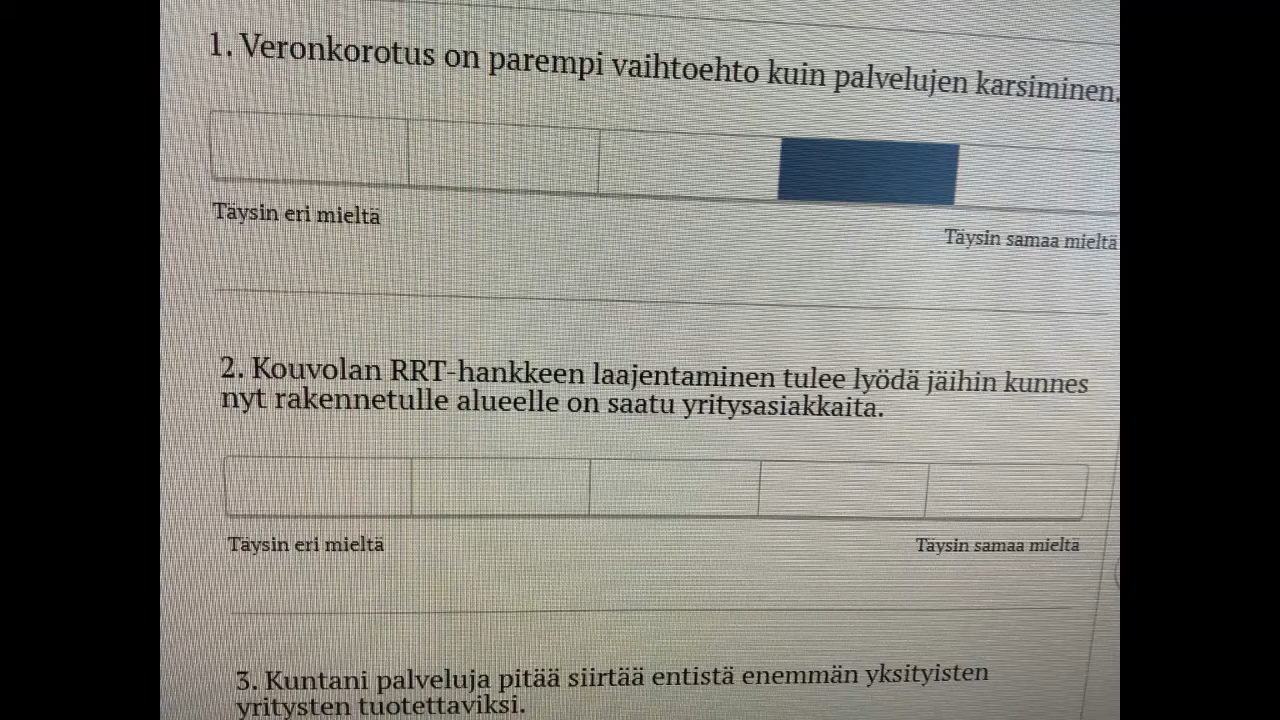 1. Veronkorotus on parempi vaihtoehto kuin palvelujen karsiminen.
Täysin eri mieltä
Täysin samaa mieltä
2. Kouvolan RRT-hankkeen laajentaminen tulee lyödä jäihin kunnes
nyt rakennetulle alueelle on saatu yritysasiakkaita.
Täysin eri mieltä
Täysin samaa mieltä
3. Kuntani palveluja pitää siirtää entistä enemmän yksityisten
yritysten tuotettaviksi.